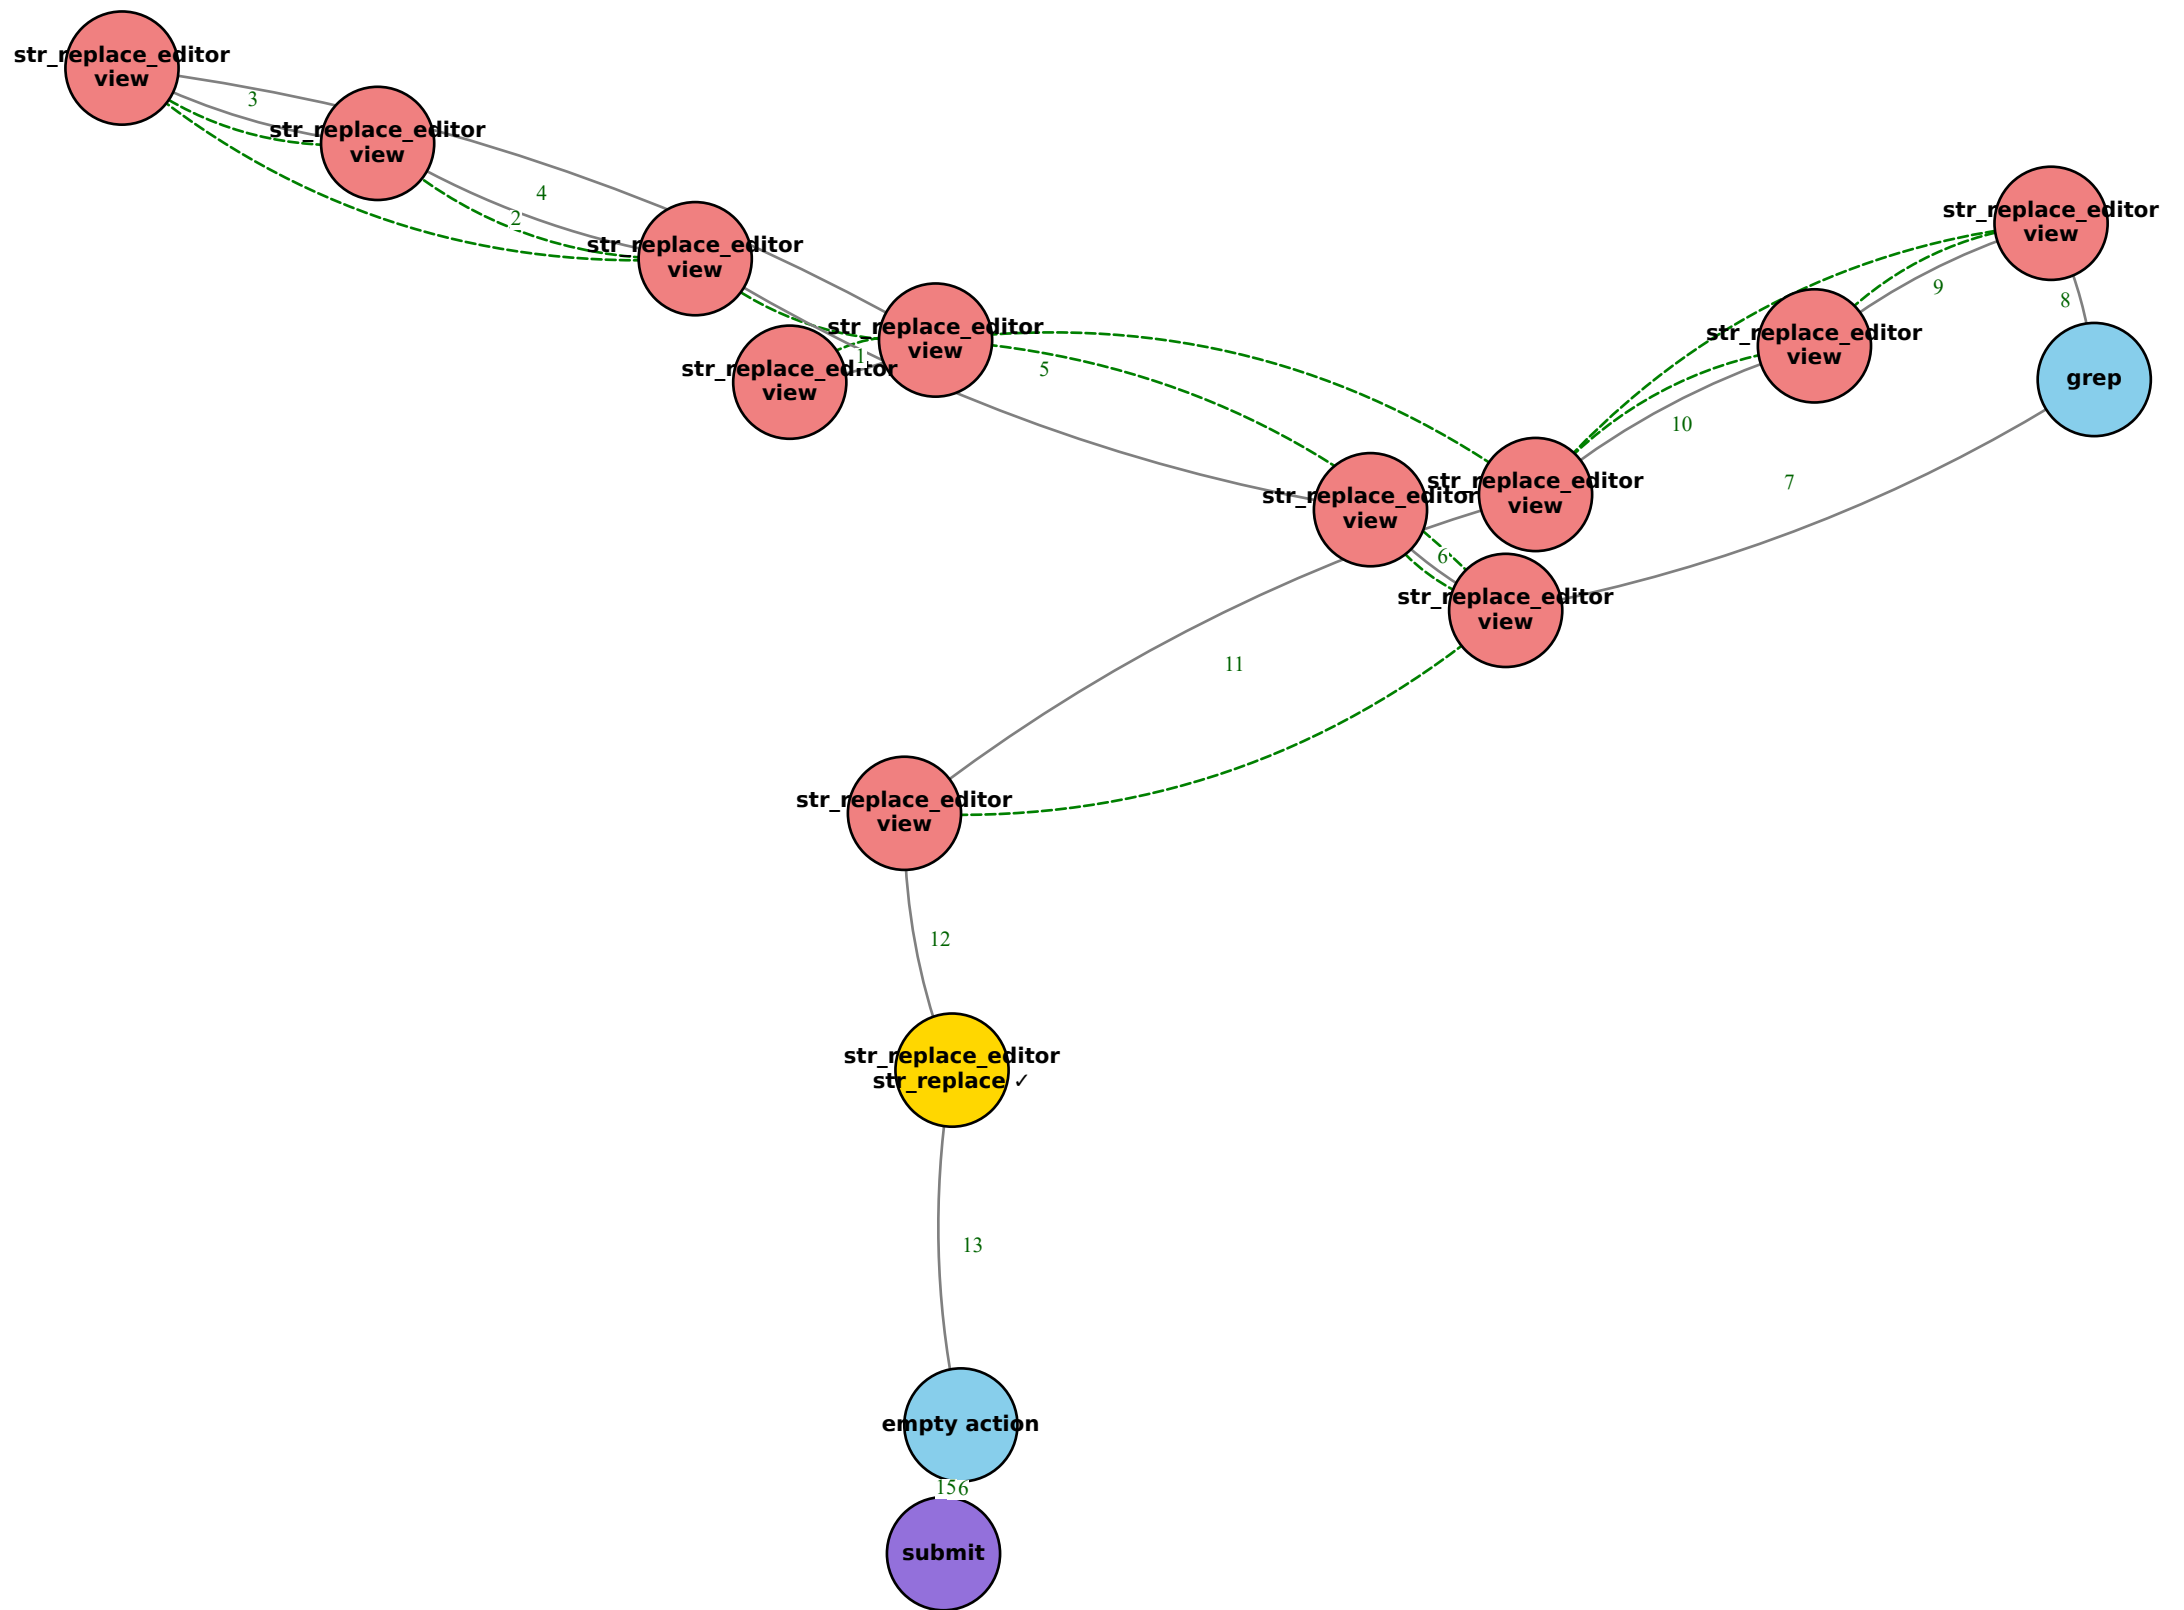 str_replace_editor
view
3
str_replace_editor
view
4
2
str_replace_editor
view
str_replace_editor
view
9
8
str_replace_editor
view
str_replace_editor
view
1
5
str_replace_editor
view
grep
10
7
str_replace_editor
view
str_replace_editor
view
6
str_replace_editor
view
11
str_replace_editor
view
12
str_replace_editor
str_replace ✓
13
empty action
156
submit